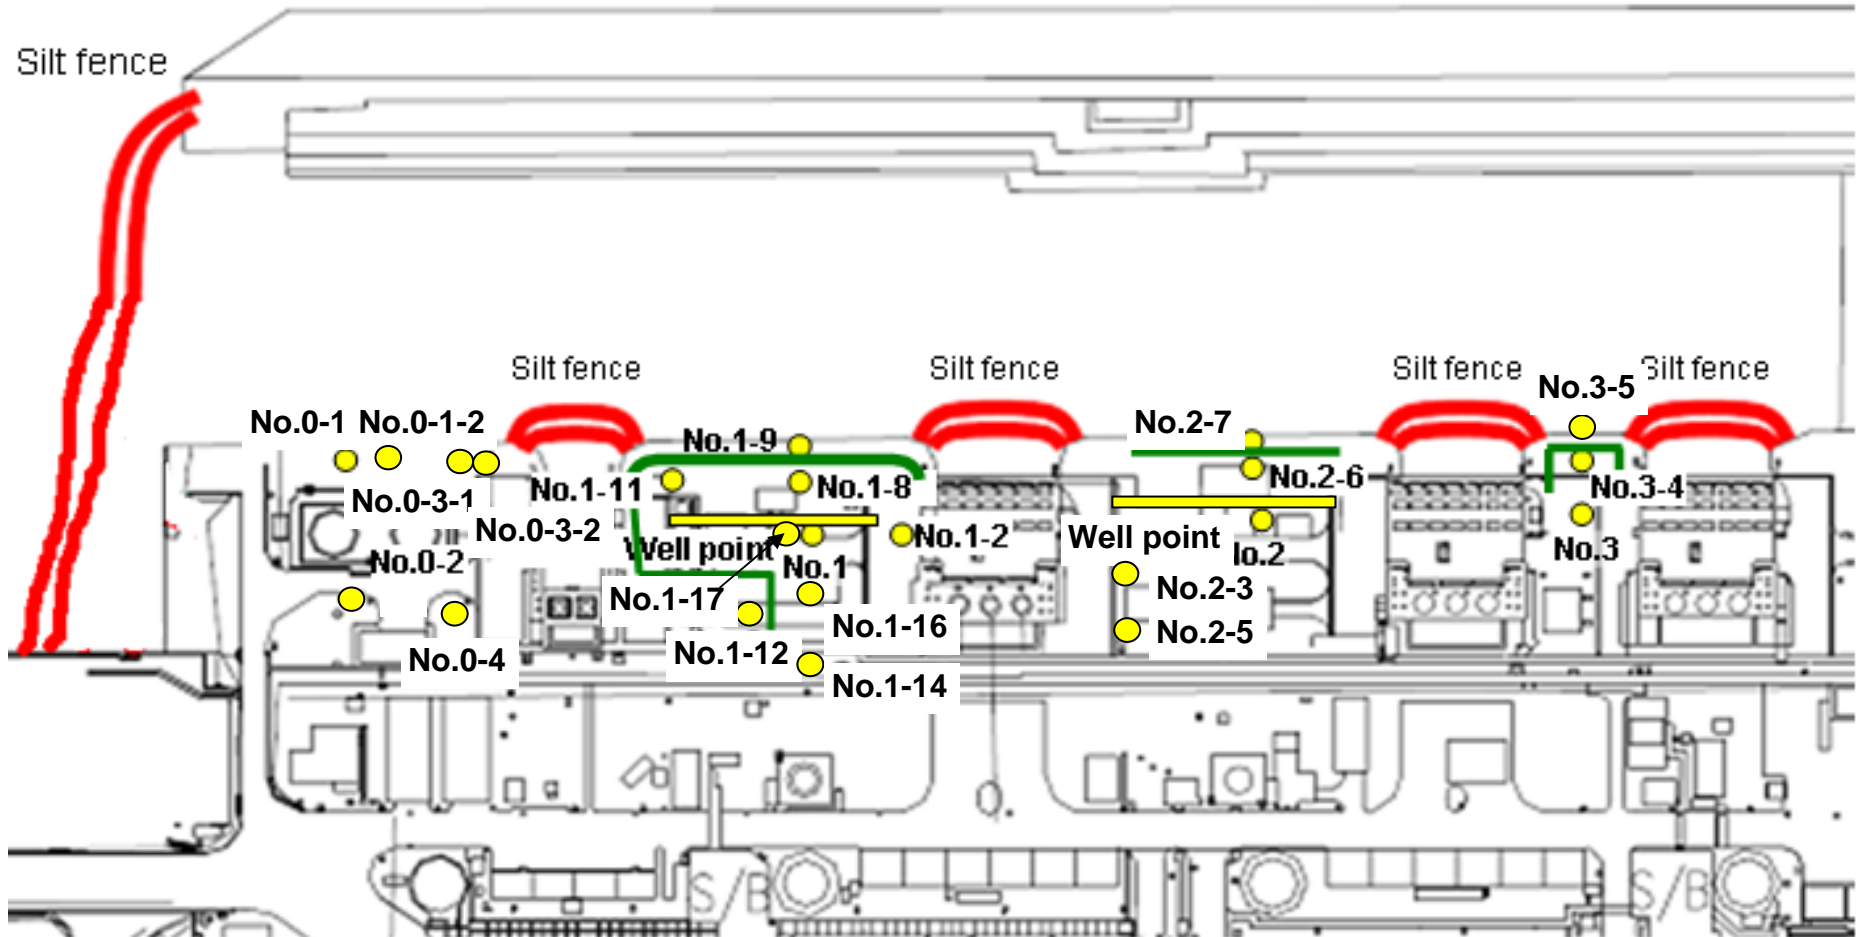 Silt fence
Silt fence
Silt fence
Silt fence
Silt fence
No.3-5
No.0-1
No.0-1-2
No.2-7
No.1-9
No.2-6
No.1-11
No.1-8
No.3-4
No.0-3-1
No.0-3-2
No.1-2
Well point
Well point
No.2
No.3
No.0-2
No.1
No.2-3
No.1-17
No.1-16
No.2-5
No.1-12
No.0-4
No.1-14
S/B
S/B